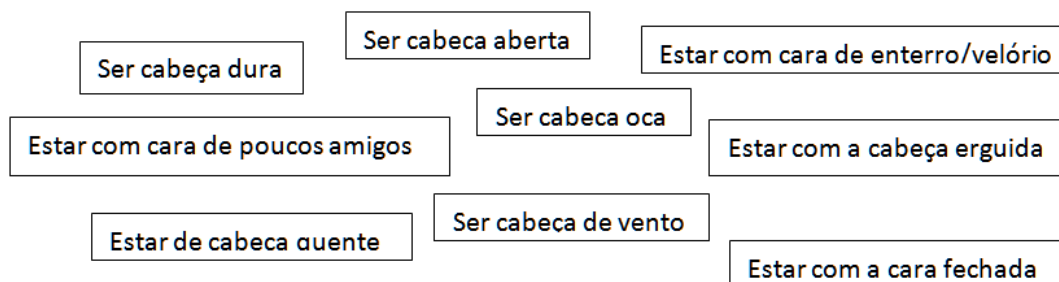 Ser cabeca aberta
Estar com cara de enterro/velório
Ser cabeça dura
Ser cabeca oca
Estar com cara de poucos amigos
Estar com a cabeça erguida
Ser cabeça de vento
Estar de cabeca quente
Estar com a cara fechada